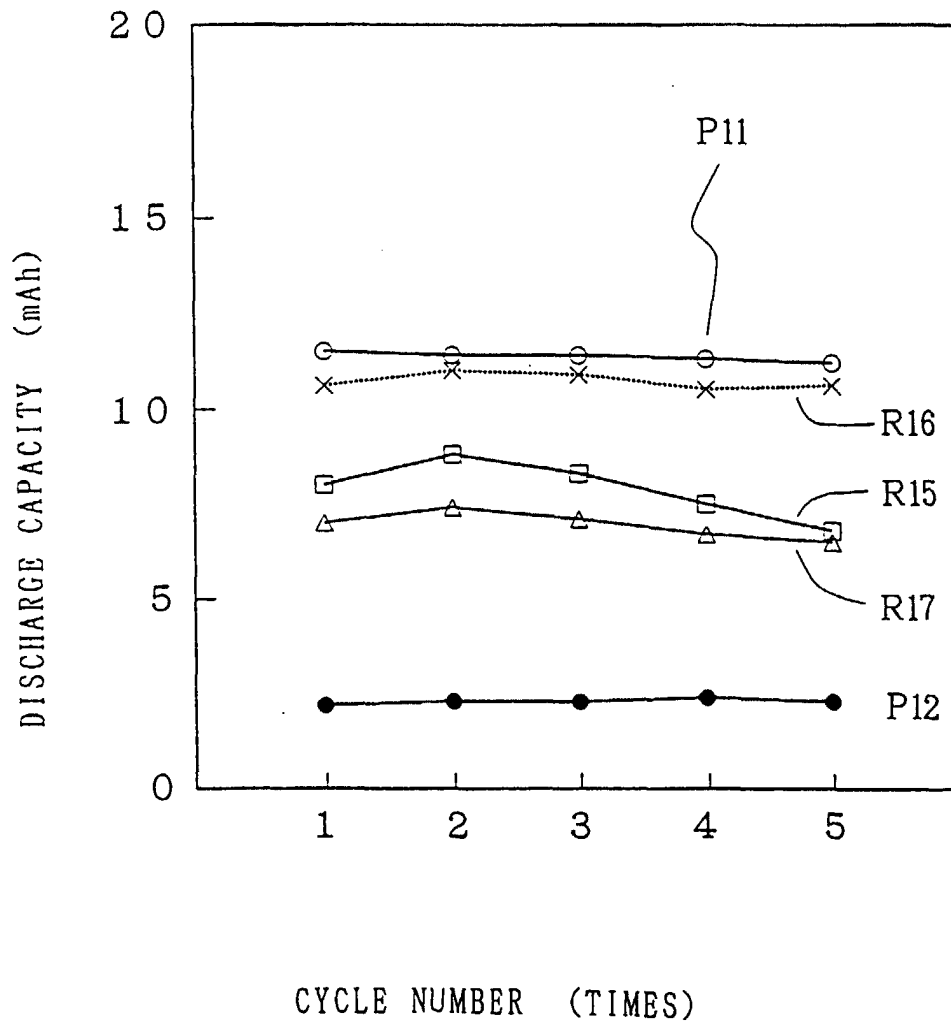 DISCHARGE CAPACITY (mAh)
20
15
10
5
0
P11
R16
R15
R17
P12
1 2 3 4 5
CYCLE NUMBER (TIMES)